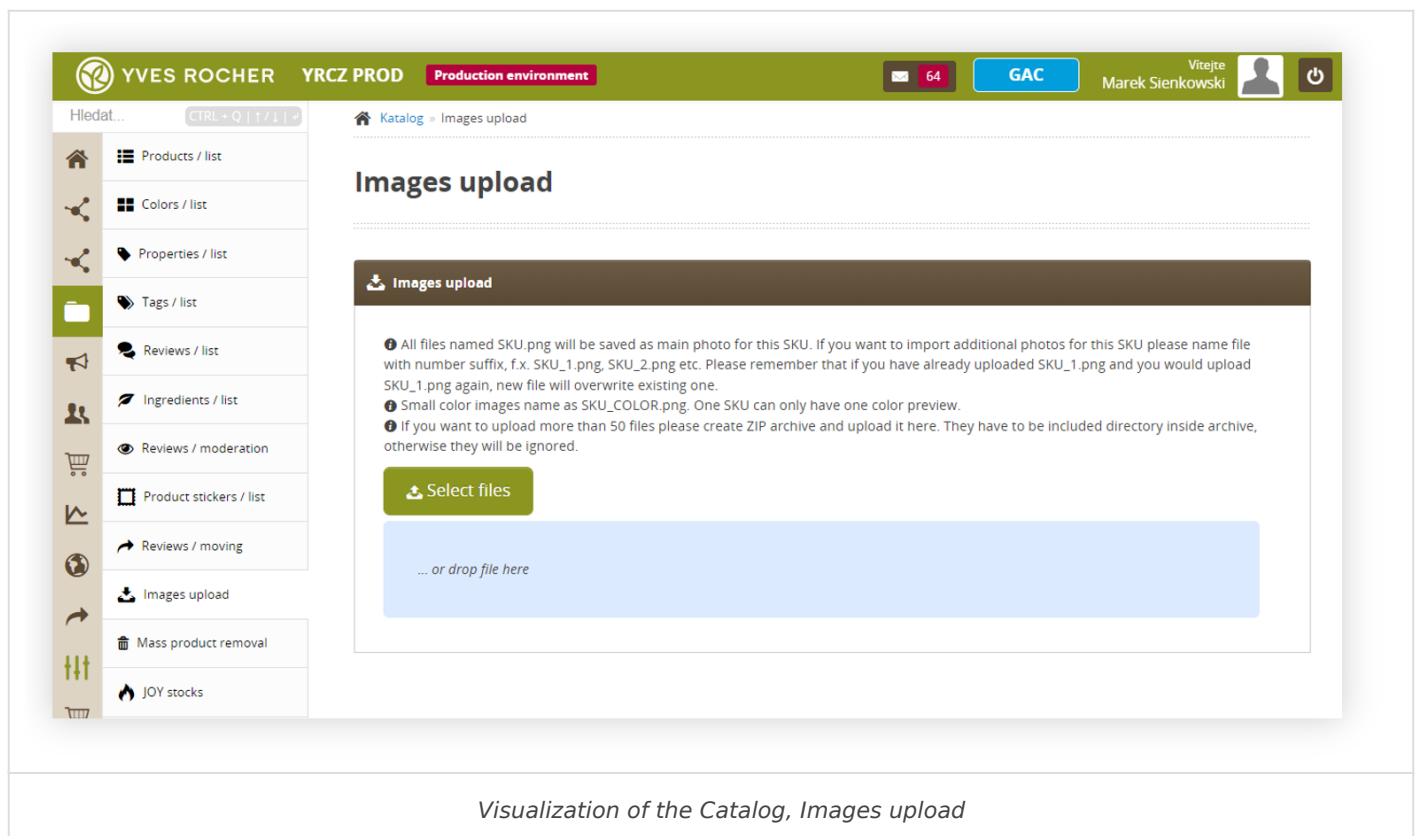 YVES ROCHER YRCZ PROD Production environment 64 GAC Vitejte
Marek Sienkowski
Hledat... CTRL + Q | ↑ / ↓ | ↵
Katalog » Images upload
Products / list
Colors / list
Properties / list
Tags / list
Reviews / list
Ingredients / list
Reviews / moderation
Product stickers / list
Reviews / moving
Images upload
Mass product removal
JOY stocks
Images upload
Images upload
All files named SKU.png will be saved as main photo for this SKU. If you want to import additional photos for this SKU please name file
with number suffix, f.x. SKU_1.png, SKU_2.png etc. Please remember that if you have already uploaded SKU_1.png and you would upload
SKU_1.png again, new file will overwrite existing one.
Small color images name as SKU_COLOR.png. One SKU can only have one color preview.
If you want to upload more than 50 files please create ZIP archive and upload it here. They have to be included directory inside archive,
otherwise they will be ignored.
Select files
... or drop file here
Visualization of the Catalog, Images upload